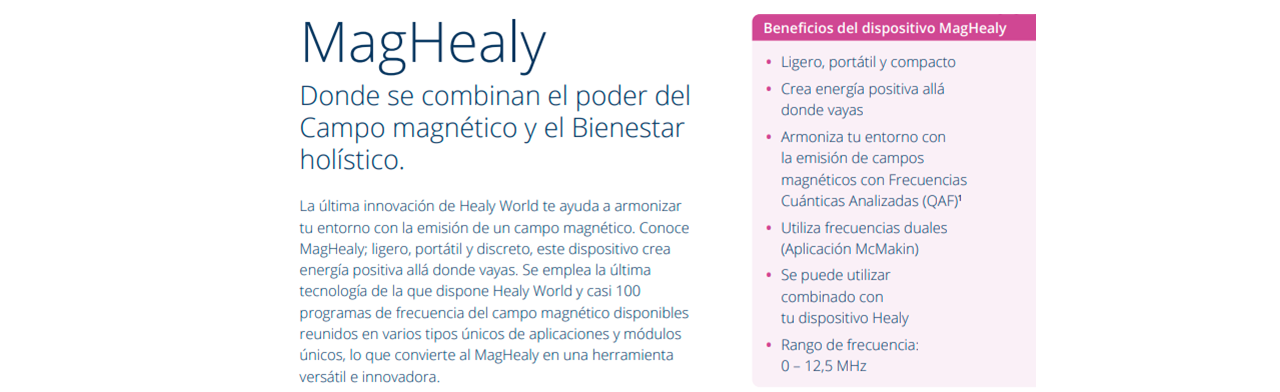 MagHealy
Donde se combinan el poder del
Campo magnético y el Bienestar
holístico.
La última innovación de Healy World te ayuda a armonizar
tu entorno con la emisión de un campo magnético. Conoce
MagHealy; ligero, portátil y discreto, este dispositivo crea
energía positiva allá donde vayas. Se emplea la última
tecnología de la que dispone Healy World y casi 100
programas de frecuencia del campo magnético disponibles
reunidos en varios tipos únicos de aplicaciones y módulos
únicos, lo que convierte al MagHealy en una herramienta
versátil e innovadora.
Beneficios del dispositivo MagHealy
• Ligero, portátil y compacto
• Crea energía positiva allá
donde vayas
• Armoniza tu entorno con
la emisión de campos
magnéticos con Frecuencias
Cuánticas Analizadas (QAF)¹
• Utiliza frecuencias duales
(Aplicación McMakin)
• Se puede utilizar
combinado con
tu dispositivo Healy
• Rango de frecuencia:
0 – 12,5 MHz